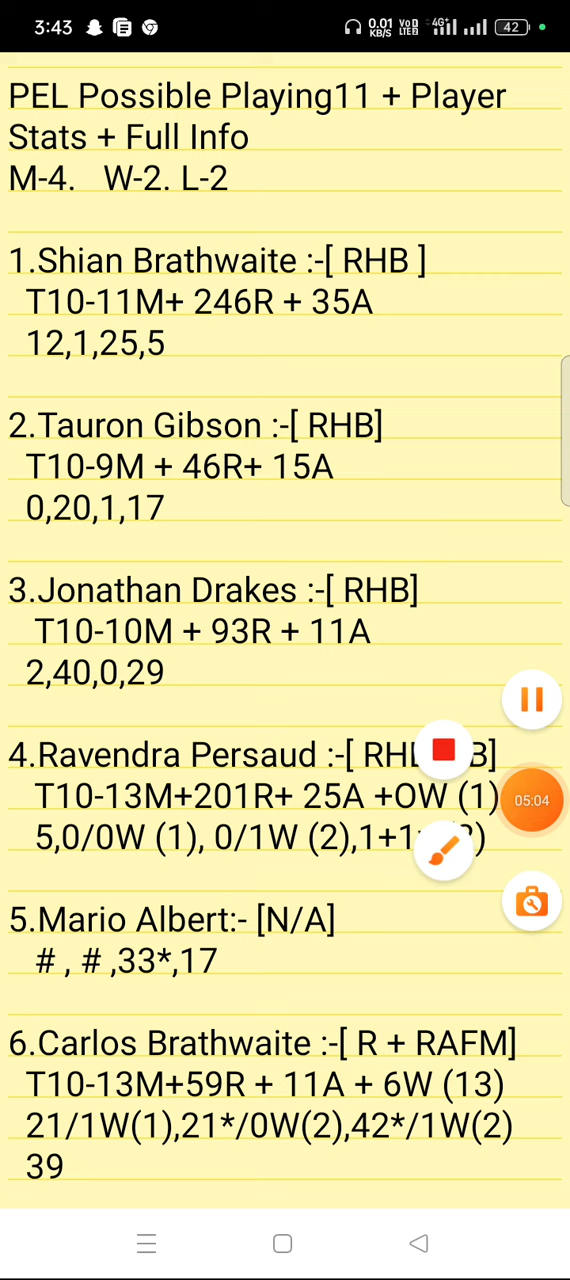 3:43 0.01 KB/S VoD LTE2 4G+ 42
PEL Possible Playing11 + Player
Stats + Full Info
M-4. W-2. L-2
1.Shian Brathwaite :-[ RHB ]
T10-11M+ 246R + 35A
12,1,25,5
2.Tauron Gibson :-[ RHB]
T10-9M + 46R+ 15A
0,20,1,17
3.Jonathan Drakes :-[ RHB]
T10-10M + 93R + 11A
2,40,0,29
4.Ravendra Persaud :-[ B]
T10-13M+201R+ 25A +OW (1)
05:04
5,0/0W (1), 0/1W (2),1+1 )
5.Mario Albert:- [N/A]
# , # ,33*,17
6.Carlos Brathwaite :-[ R + RAFM]
T10-13M+59R + 11A + 6W (13)
21/1W(1),21*/0W(2),42*/1W(2)
39